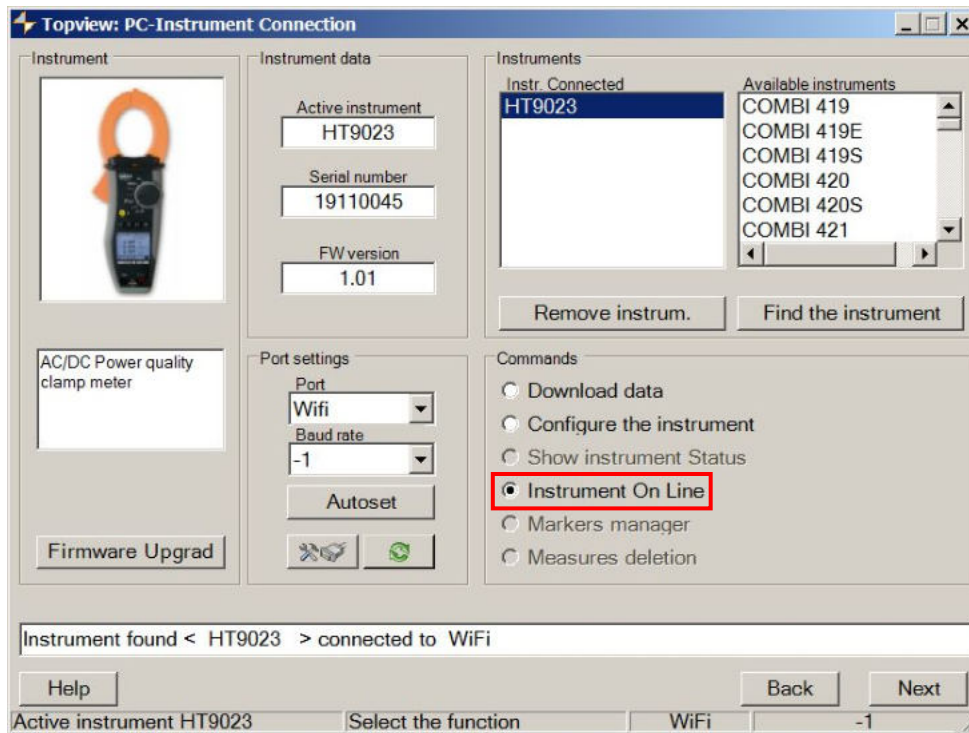 Topview: PC-Instrument Connection
Instrument
AC/DC Power quality
clamp meter
Firmware Upgrad
Instrument data
Active instrument
HT9023
Serial number
19110045
FW version
1.01
Port settings
Port
Wifi
Baud rate
-1
Autoset
Instruments
Instr. Connected
HT9023
Available instruments
COMBI 419
COMBI 419E
COMBI 419S
COMBI 420
COMBI 420S
COMBI 421
Remove instrum.
Find the instrument
Commands
Download data
Configure the instrument
Show instrument Status
Instrument On Line
Markers manager
Measures deletion
Instrument found < HT9023 > connected to WiFi
Help
Back
Next
Active instrument HT9023
Select the function
WiFi
-1